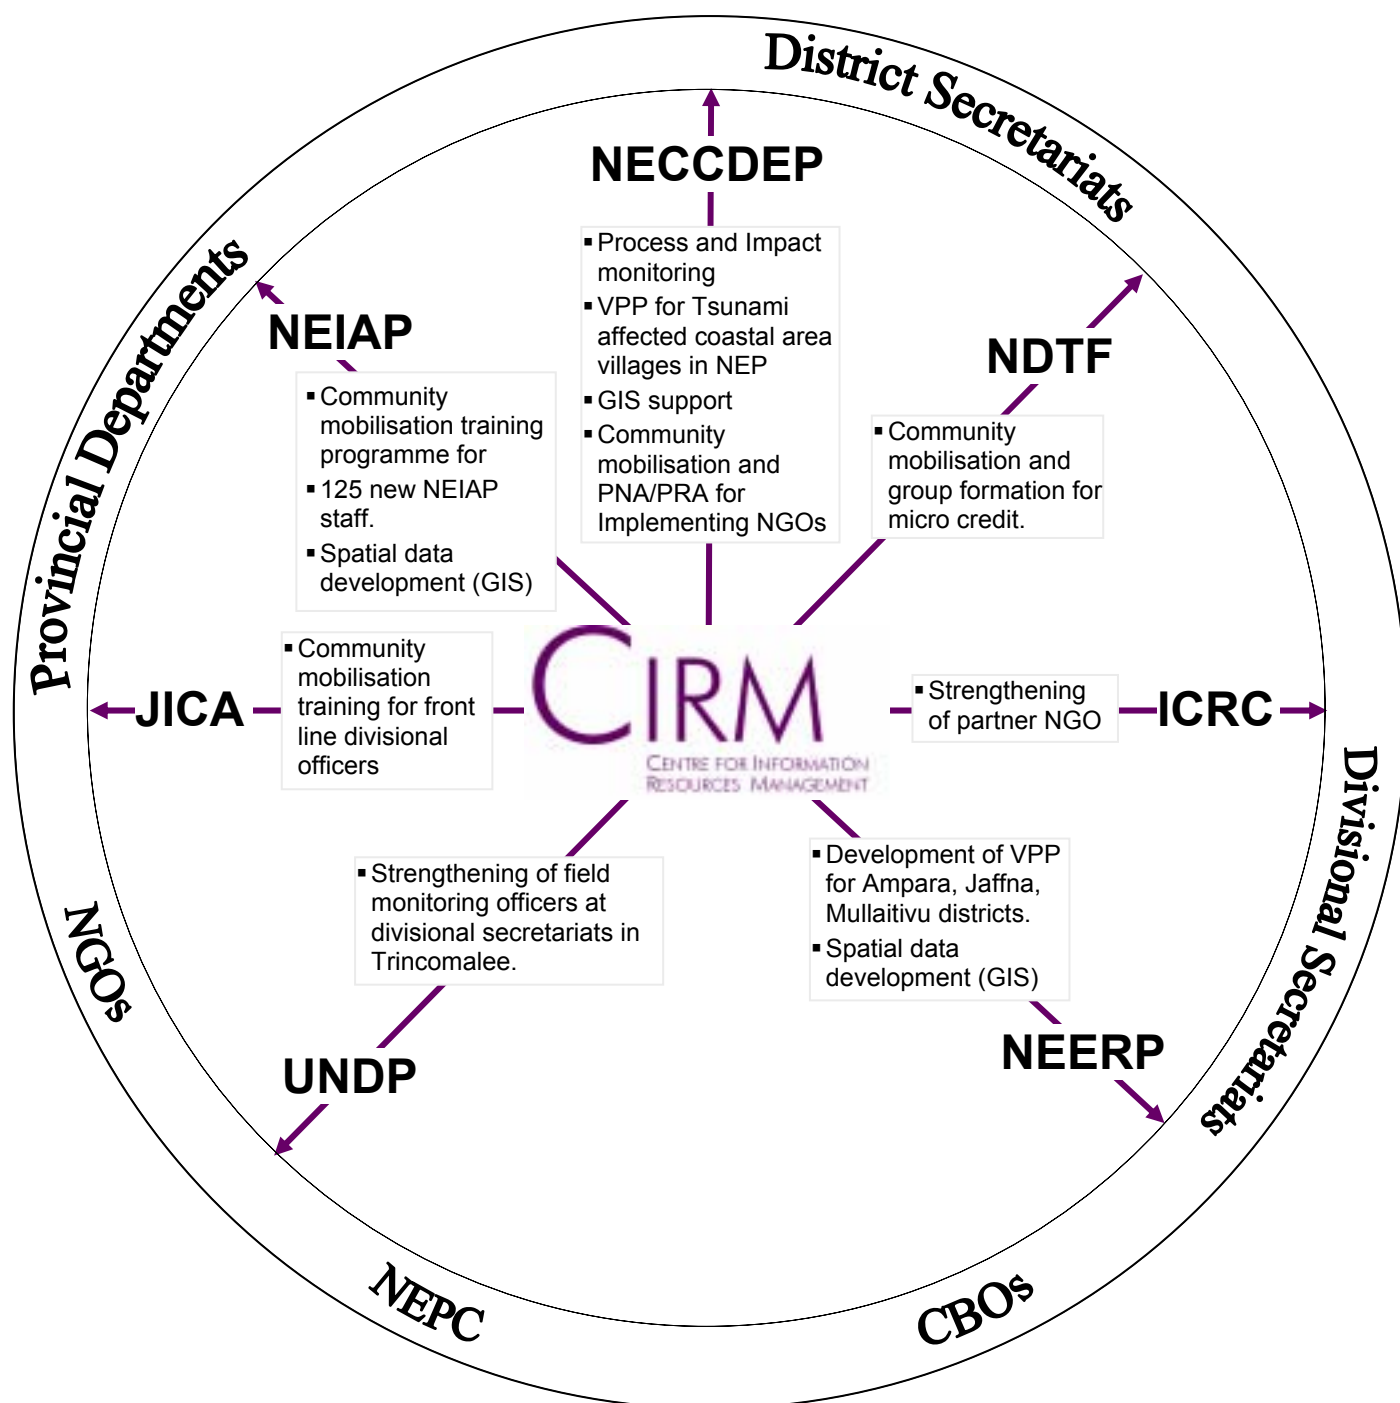 District Secretariats
NECCDEP
▪ Process and Impact
monitoring
▪ VPP for Tsunami
affected coastal area
villages in NEP
▪ GIS support
▪ Community
mobilisation and
PNA/PRA for
Implementing NGOs
Provincial Departments
NEIAP
▪ Community
mobilisation training
programme for
▪ 125 new NEIAP
staff.
▪ Spatial data
development (GIS)
NDTF
▪ Community
mobilisation and
group formation for
micro credit.
JICA
▪ Community
mobilisation
training for front
line divisional
officers
CIRM
CENTRE FOR INFORMATION
RESOURCES MANAGEMENT
▪ Strengthening
of partner NGO
ICRC
Divisional Secretariats
▪ Strengthening of field
monitoring officers at
divisional secretariats in
Trincomalee.
UNDP
▪ Development of VPP
for Ampara, Jaffna,
Mullaitivu districts.
▪ Spatial data
development (GIS)
NEERP
NGOs
NEPC
CBOs